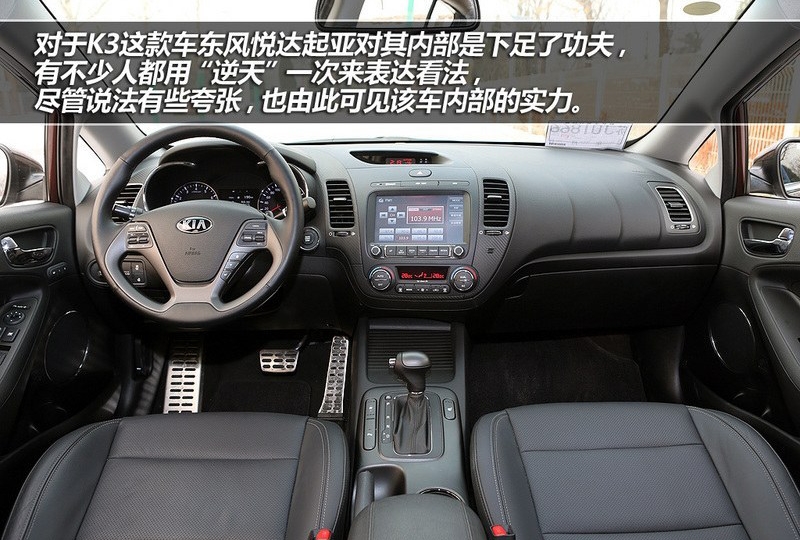 对于K3这款车东风悦达起亚对其内部是下足了功夫，
有不少人都用“逆天”一次来表达看法，
尽管说法有些夸张，也由此可见该车内部的实力。
KIA
103.9 MHz